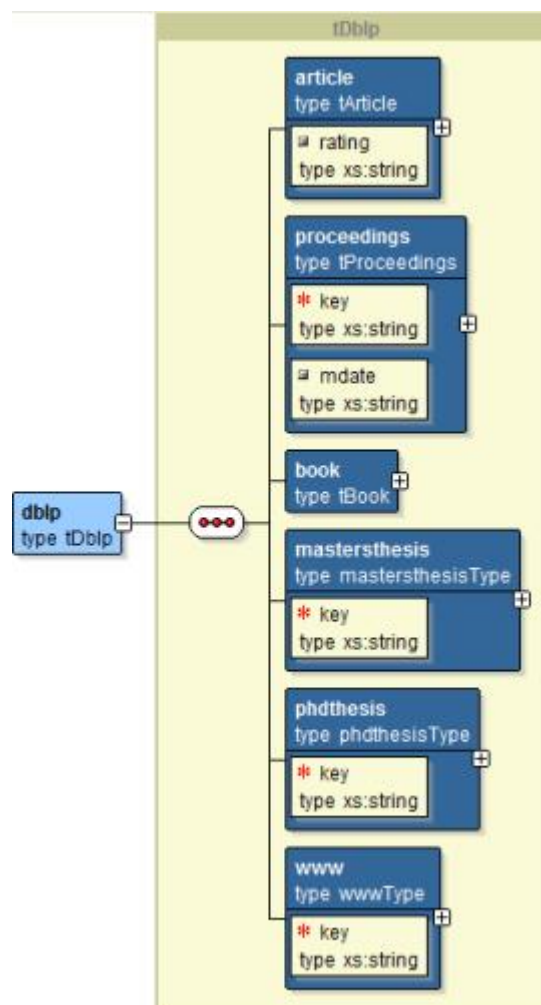 tDblp
article
type tArticle
rating
type xs:string
proceedings
type tProceedings
* key
type xs:string
mdate
type xs:string
book
type tBook
dblp
type tDblp
mastersthesis
type mastersthesisType
* key
type xs:string
phdthesis
type phdthesisType
* key
type xs:string
www
type wwwType
* key
type xs:string